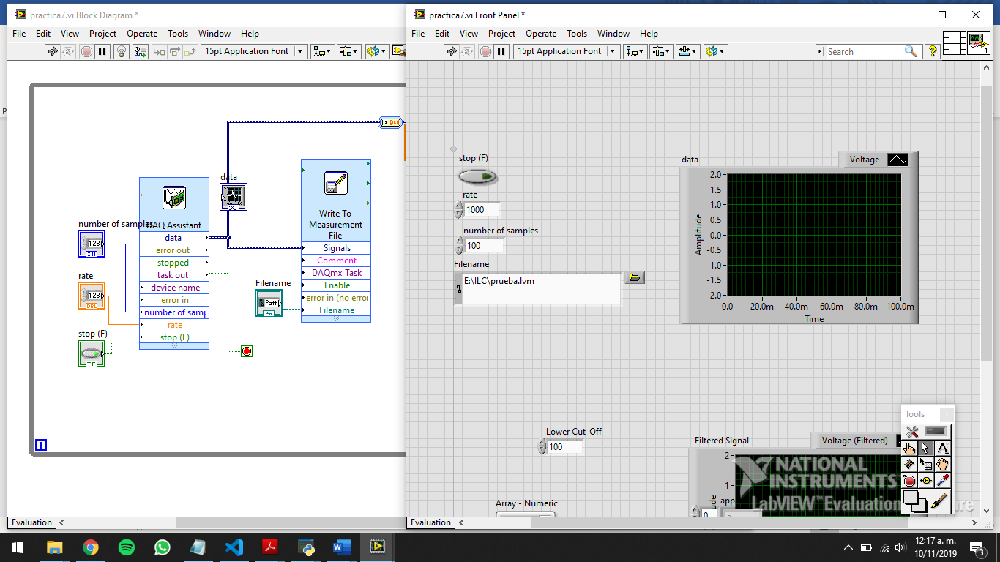 practica7.vi Block Diagram *
File Edit View Project Operate Tools Window Help
15pt Application Font
data
DAQ Assistant
data
error out
stopped
task out
device name
error in
number of samp
rate
stop (F)
number of samples
1.23
I32
rate
1.23
DBL
stop (F)
TF
Write To
Measurement
File
Signals
Comment
DAQmx Task
Enable
error in (no error
Filename
Filename
Path
i
Evaluation
practica7.vi Front Panel *
File Edit View Project Operate Tools Window Help
15pt Application Font
Search
?
1
stop (F)
rate
1000
number of samples
100
Filename
E:\ILC\prueba.lvm
data
Voltage
2.0
1.5
1.0
0.5
0.0
-0.5
-1.0
-1.5
-2.0
Amplitude
0.0 20.0m 40.0m 60.0m 80.0m 100.0m
Time
Lower Cut-Off
100
Array - Numeric
Filtered Signal
Voltage (Filtered)
2
1
0
NATIONAL
INSTRUMENTS
LabVIEW™ Evaluation
Tools
Evaluation
12:17 a. m.
10/11/2019
3